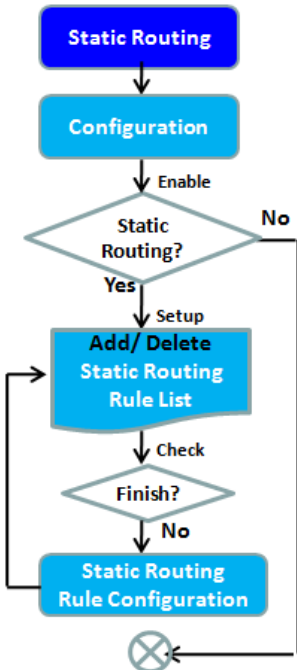 Static Routing
Configuration
Enable
Static
Routing?
No
Yes
Setup
Add/ Delete
Static Routing
Rule List
Check
Finish?
No
Static Routing
Rule Configuration